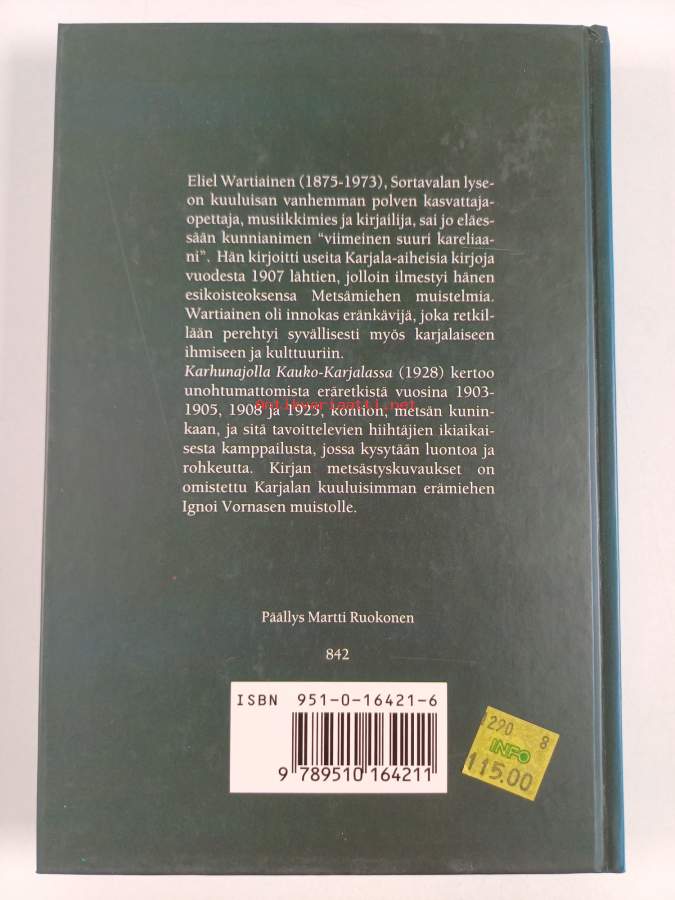 Eliel Wartiainen (1875-1973), Sortavalan lyse-
on kuuluisan vanhemman polven kasvattaja-
opettaja, musiikkimies ja kirjailija, sai jo eläes-
sään kunnianimen "viimeinen suuri kareliaa-
ni". Hän kirjoitti useita Karjala-aiheisia kirjoja
vuodesta 1907 lähtien, jolloin ilmestyi hänen
esikoisteoksensa Metsämiehen muistelmia.
Wartiainen oli innokas eränkävijä, joka retkil-
lään perehtyi syvällisesti myös karjalaiseen
ihmiseen ja kulttuuriin.
Karhunajolla Kauko-Karjalassa (1928) kertoo
unohtumattomista eräretkistä vuosina 1903-
1905, 1908 ja 1923, kontion, metsän kunin-
antikvariaatti.net
kaan, ja sitä tavoittelevien hiihtäjien ikiaikai-
sesta kamppailusta, jossa kysytään luontoa ja
rohkeutta. Kirjan metsästyskuvaukset on
omistettu Karjalan kuuluisimman erämiehen
Ignoi Vornasen muistolle.
Päällys Martti Ruokonen
842
ISBN 951-0-16421-6
9 789510 164211
1290 8
INFO
115.00